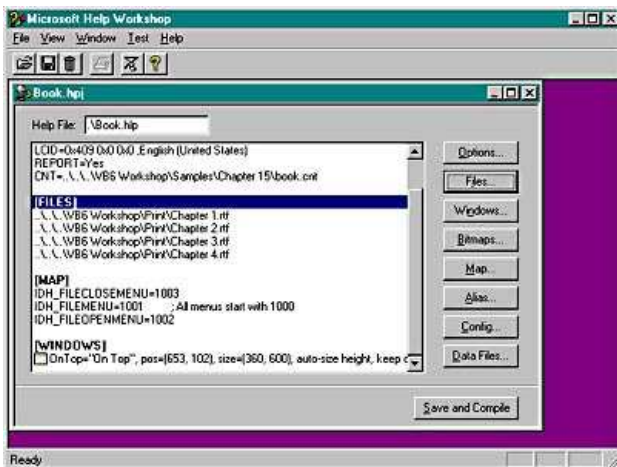 Microsoft Help Workshop
File View Window Test Help
Book.hpj
Help File: .\Book.hlp
LCID=0x409 0x0 0x0 ;English (United States)
REPORT=Yes
CNT=..\..\..\VB6 Workshop\Samples\Chapter 15\book.cnt
[FILES]
..\..\..\VB6 Workshop\Print\Chapter 1.rtf
..\..\..\VB6 Workshop\Print\Chapter 2.rtf
..\..\..\VB6 Workshop\Print\Chapter 3.rtf
..\..\..\VB6 Workshop\Print\Chapter 4.rtf
[MAP]
IDH_FILECLOSEMENU=1003
IDH_FILEMENU=1001 ;All menus start with 1000
IDH_FILEOPENMENU=1002
[WINDOWS]
OnTop="On Top", pos=(653, 102), size=(360, 600), auto-size height, keep
Options...
Files...
Windows...
Bitmaps...
Map...
Alias...
Config...
Data Files...
Save and Compile
Ready